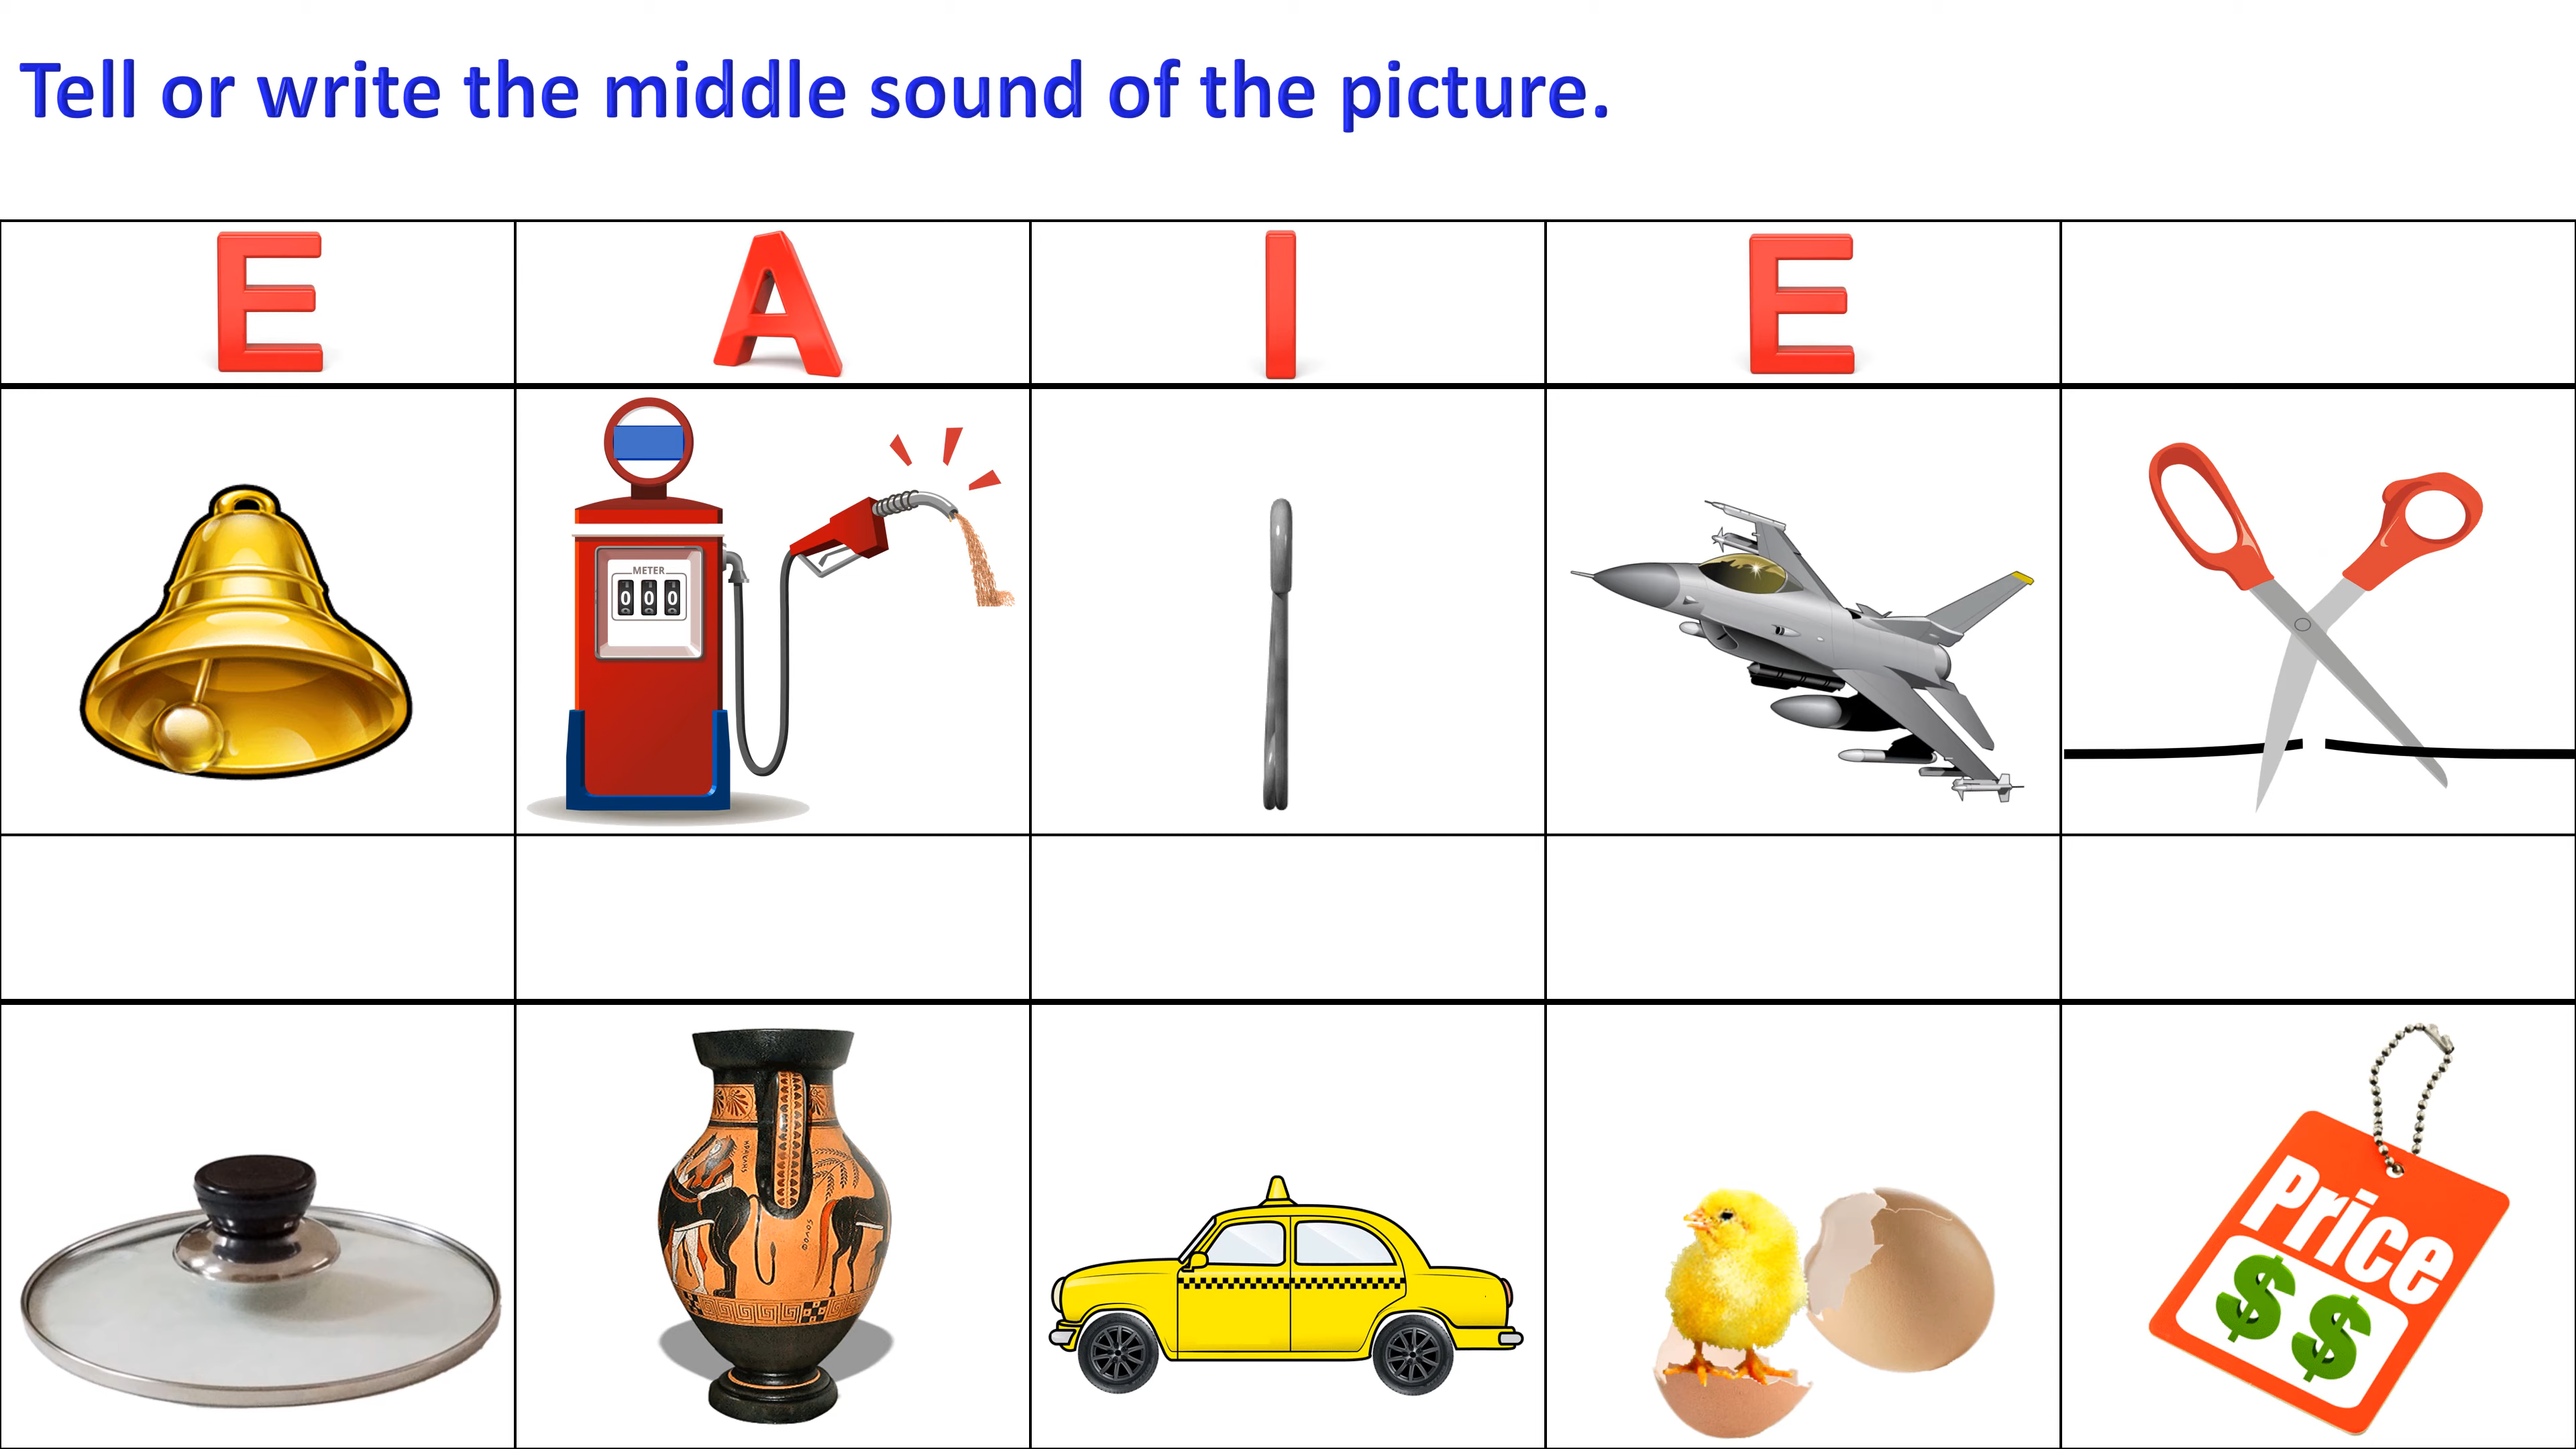 Tell or write the middle sound of the picture.
E A I E
METER
000
Price
$$